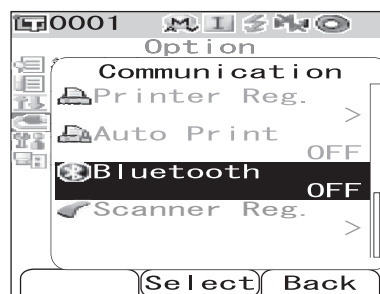 0001 M I
Option
Communication
Printer Reg.
>
Auto Print
OFF
Bluetooth
OFF
Scanner Reg.
>
Select Back